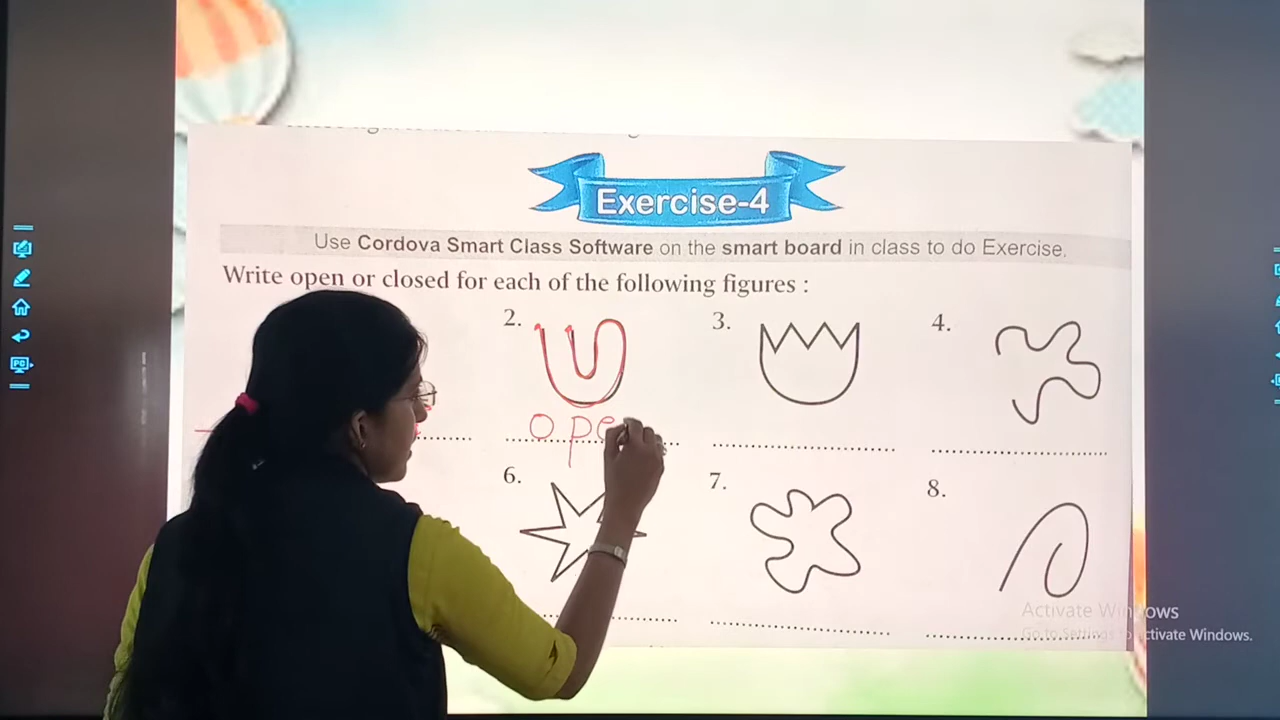 Exercise-4
Use Cordova Smart Class Software on the smart board in class to do Exercise.
Write open or closed for each of the following figures :
2.
3.
4.
ope
6.
7.
8.
Activate Windows
Go to Settings to activate Windows.
PC